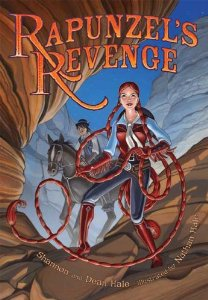 RAPUNZEL'S
REVENGE
Shannon and Dean Hale illustrated by Nathan Hale